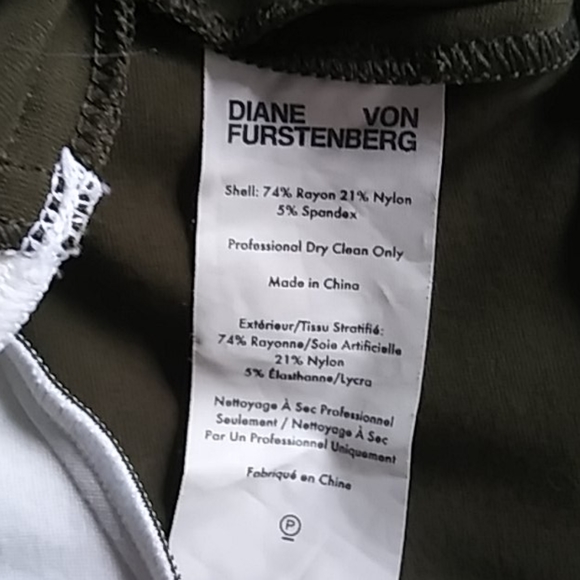 DIANE VON
FURSTENBERG
Shell: 74% Rayon 21% Nylon
5% Spandex
Professional Dry Clean Only
Made in China
Extérieur/Tissu Stratifié:
74% Rayonne/Soie Artificielle
21% Nylon
5% Élasthanne/Lycra
Nettoyage À Sec Professionnel
Seulement / Nettoyage À Sec
Par Un Professionnel Uniquement
Fabriqué en Chine
P